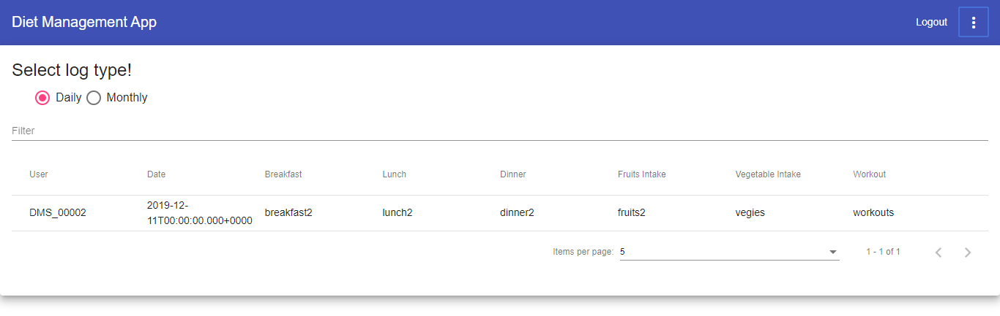 Diet Management App Logout
Select log type!
Daily Monthly
Filter
User Date Breakfast Lunch Dinner Fruits Intake Vegetable Intake Workout
DMS_00002 2019-12-
11T00:00:00.000+0000 breakfast2 lunch2 dinner2 fruits2 vegies workouts
Items per page: 5 1 - 1 of 1